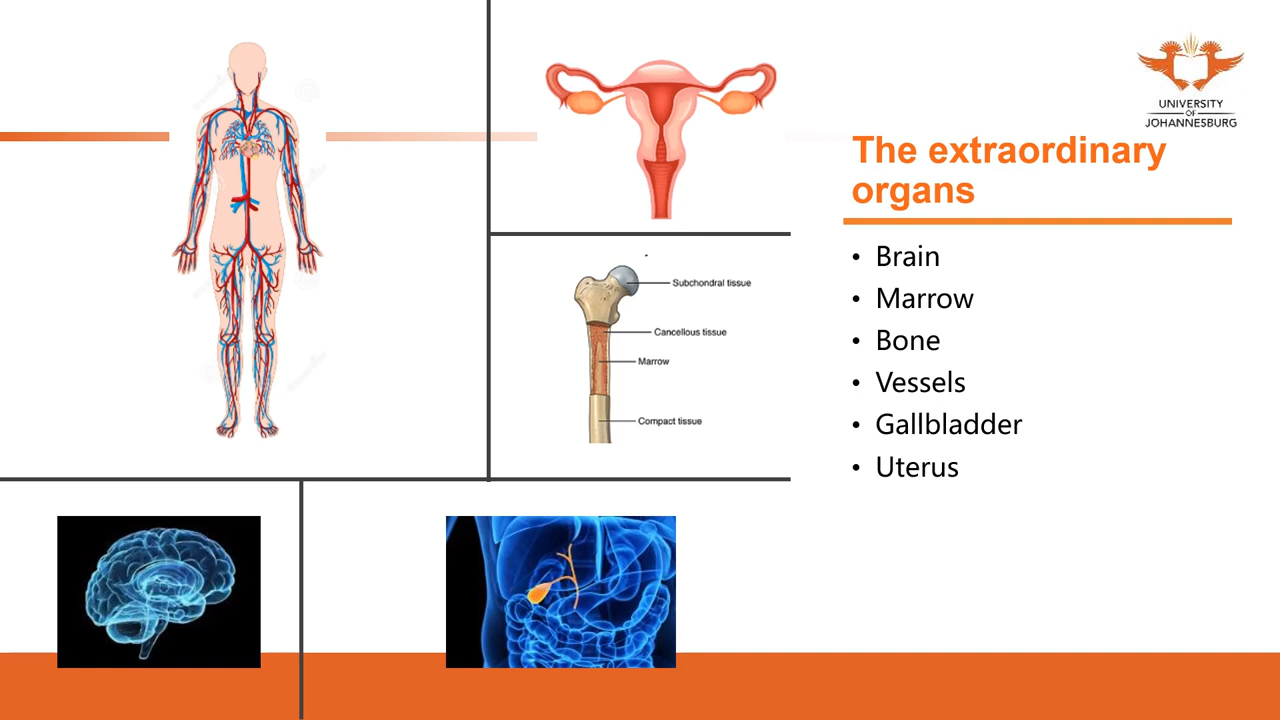 UNIVERSITY
OF
JOHANNESBURG
The extraordinary
organs
• Brain
• Marrow
• Bone
• Vessels
• Gallbladder
• Uterus
Subchondral tissue
Cancellous tissue
Marrow
Compact tissue